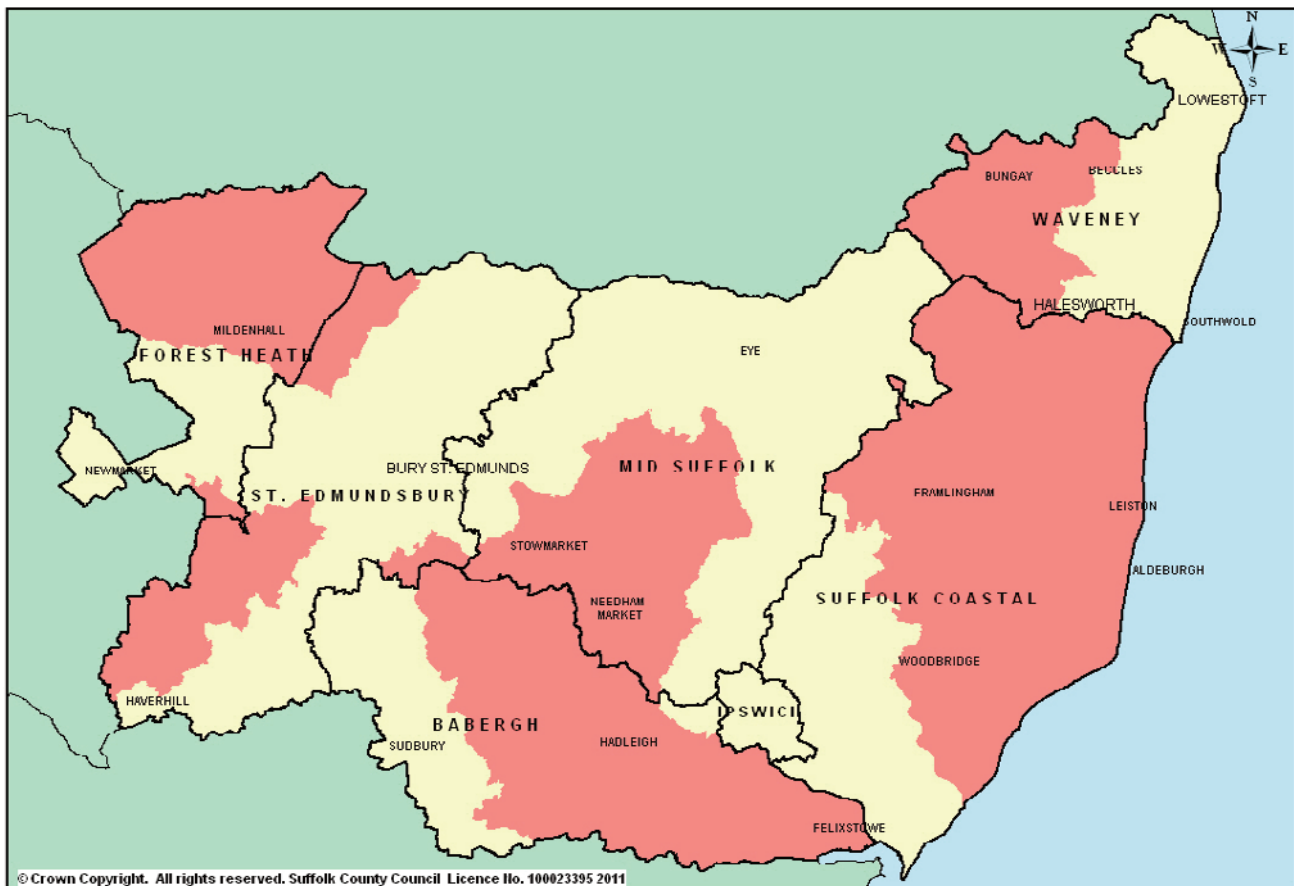 N
W E
S
LOWESTOFT
BUNGAY
BECCLES
WAVENEY
HALESWORTH
SOUTHWOLD
MILDENHALL
FOREST HEATH
EYE
NEWMARKET
BURY ST. EDMUNDS
MID SUFFOLK
ST. EDMUNDSBURY
FRAMLINGHAM
LEISTON
STOWMARKET
ALDEBURGH
NEEDHAM
MARKET
SUFFOLK COASTAL
WOODBRIDGE
HAVERHILL
BABERGH
IPSWICH
HADLEIGH
SUDBURY
FELIXSTOWE
© Crown Copyright. All rights reserved. Suffolk County Council Licence No. 100023395 2011